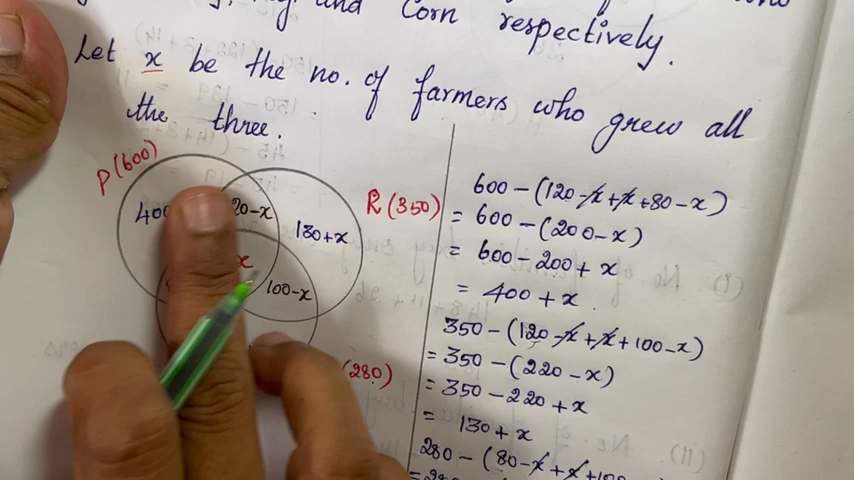 and Corn respectively.
Let x be the no. of farmers who grew all
the three.
P(600)
R(350)
400
20-x
130+x
x
100-x
(280)
600-(120-x+x+80-x)
= 600-(200-x)
= 600-200+x
= 400+x
350-(120-x+x+100-x)
= 350-(220-x)
= 350-220+x
= 130+x
280-(80-x+x+100